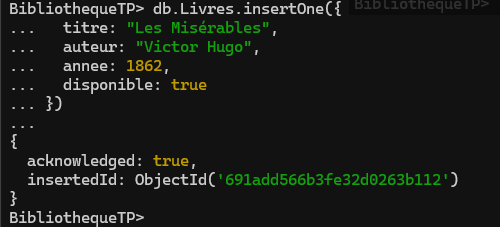 BibliothequeTP> db.Livres.insertOne({
...   titre: "Les Misérables",
...   auteur: "Victor Hugo",
...   annee: 1862,
...   disponible: true
... })
...
{
  acknowledged: true,
  insertedId: ObjectId('691add566b3fe32d0263b112')
}
BibliothequeTP>
BibliothequeTP>